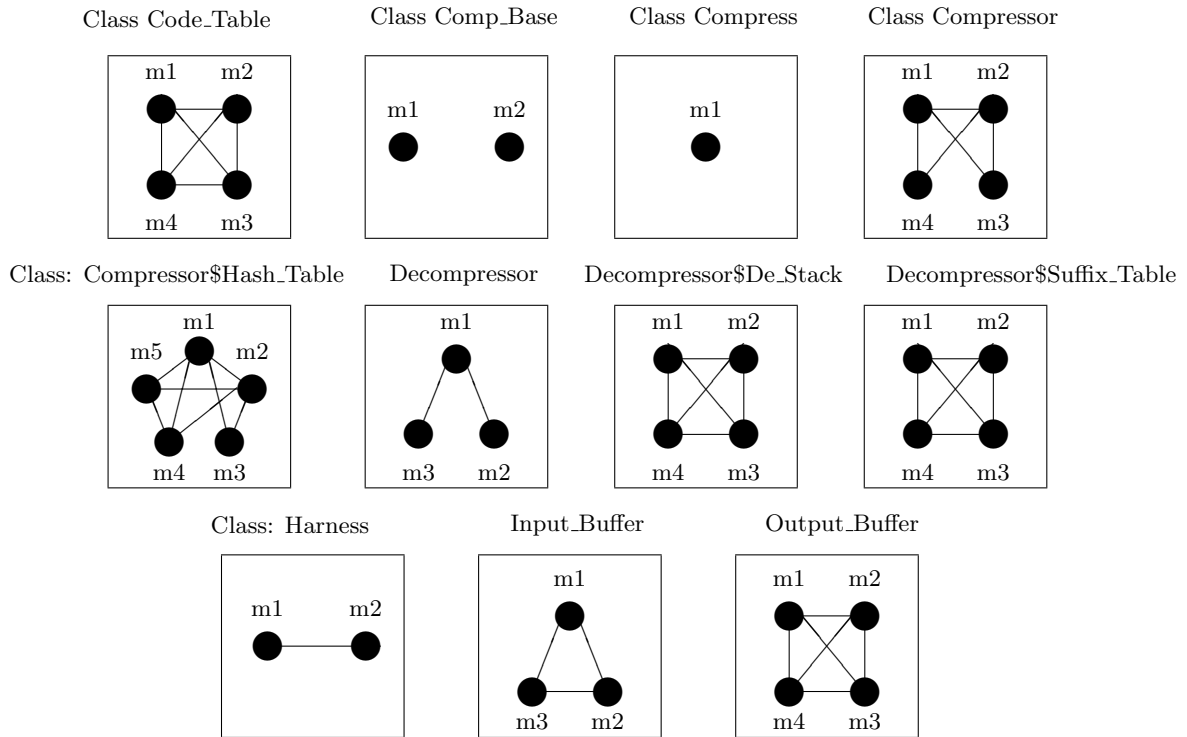 Class Code_Table Class Comp_Base Class Compress Class Compressor
m1 m2 m1 m2
m1 m2 m1
m4 m3 m4 m3
Class: Compressor$Hash_Table Decompressor Decompressor$De_Stack Decompressor$Suffix_Table
m1 m1 m1 m2 m1 m2
m5 m2
m4 m3 m3 m2 m4 m3 m4 m3
Class: Harness Input_Buffer Output_Buffer
m1 m1 m2
m1 m2
m3 m2 m4 m3